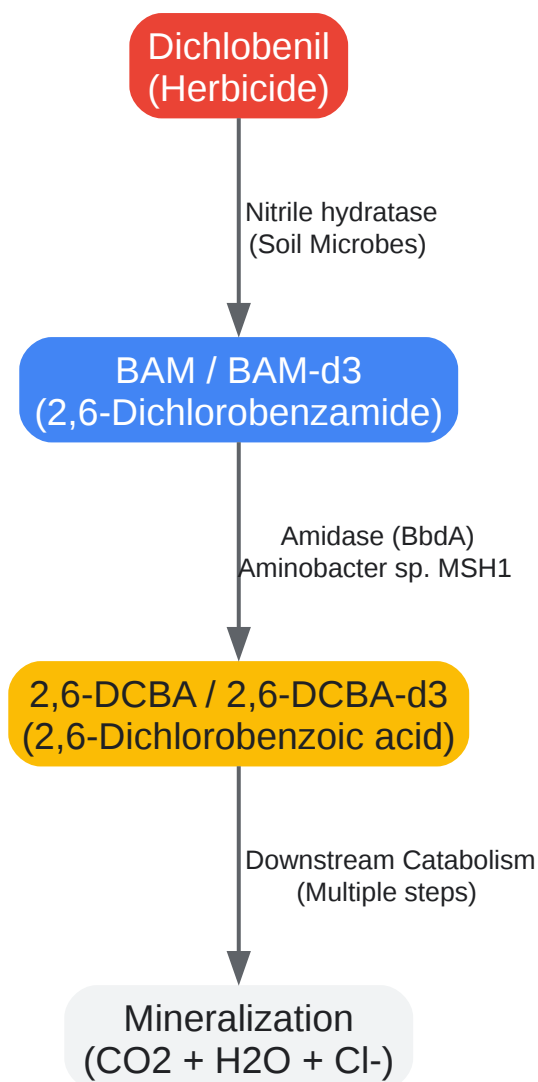 Dichlobenil
(Herbicide)
Nitrile hydratase
(Soil Microbes)
BAM / BAM-d3
(2,6-Dichlorobenzamide)
Amidase (BbdA)
Aminobacter sp. MSH1
2,6-DCBA / 2,6-DCBA-d3
(2,6-Dichlorobenzoic acid)
Downstream Catabolism
(Multiple steps)
Mineralization
(CO2 + H2O + Cl-)